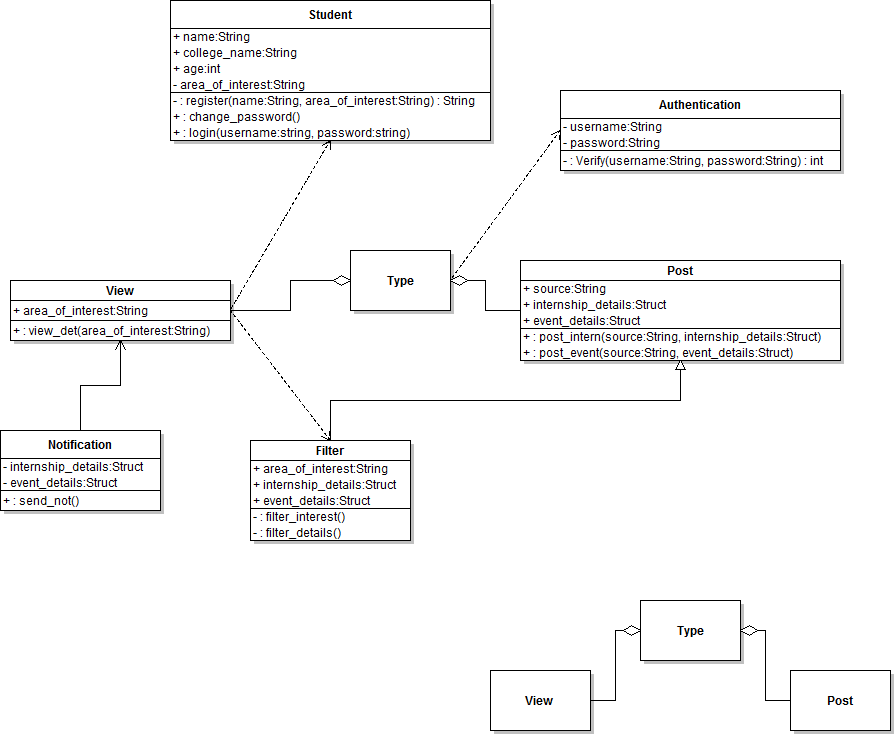 Student
+ name:String
+ college_name:String
+ age:int
- area_of_interest:String
- : register(name:String, area_of_interest:String) : String
+ : change_password()
+ : login(username:string, password:string)
Authentication
- username:String
- password:String
- : Verify(username:String, password:String) : int
Type
View
+ area_of_interest:String
+ : view_det(area_of_interest:String)
Post
+ source:String
+ internship_details:Struct
+ event_details:Struct
+ : post_intern(source:String, internship_details:Struct)
+ : post_event(source:String, event_details:Struct)
Notification
- internship_details:Struct
- event_details:Struct
+ : send_not()
Filter
+ area_of_interest:String
+ internship_details:Struct
+ event_details:Struct
- : filter_interest()
- : filter_details()
Type
View
Post